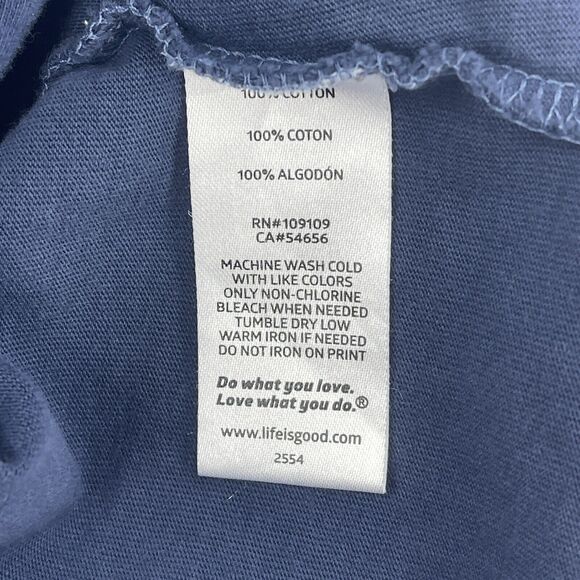 100% COTTON
100% COTON
100% ALGODÓN
RN#109109
CA#54656
MACHINE WASH COLD
WITH LIKE COLORS
ONLY NON-CHLORINE
BLEACH WHEN NEEDED
TUMBLE DRY LOW
WARM IRON IF NEEDED
DO NOT IRON ON PRINT
Do what you love.
Love what you do.®
www.lifeisgood.com
2554